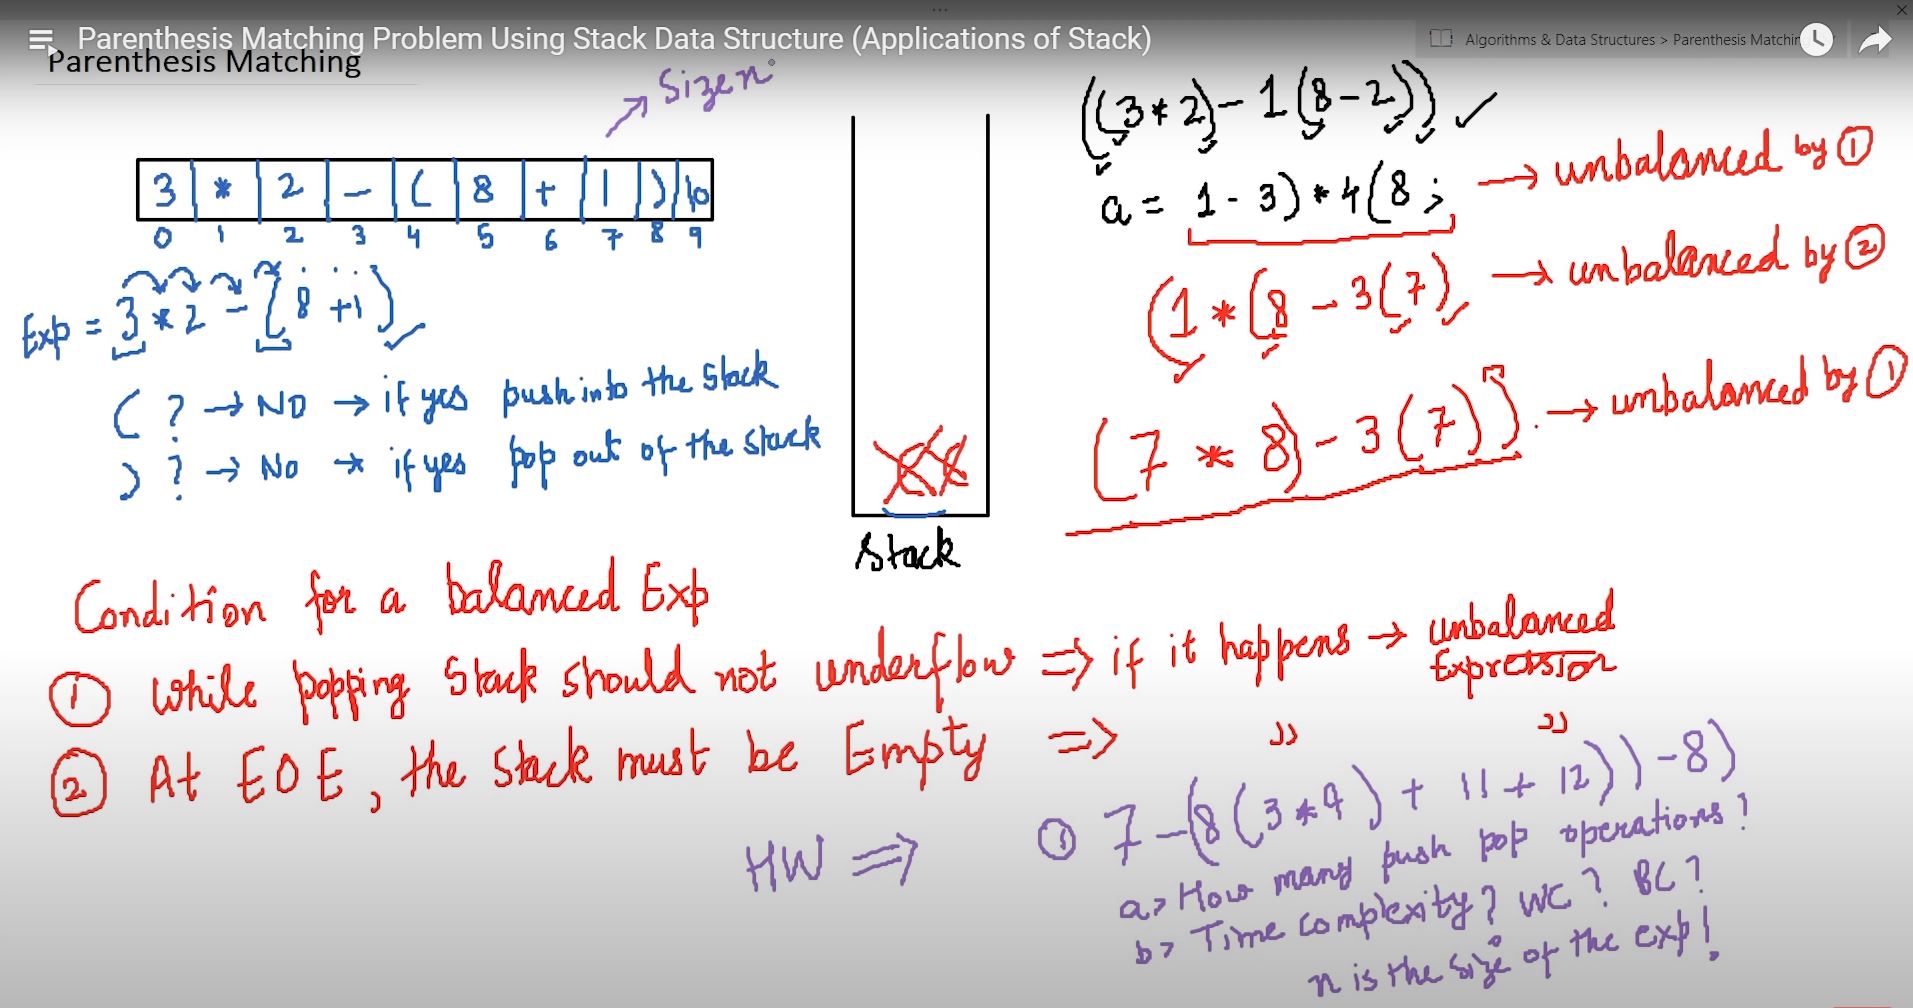 Parenthesis Matching Problem Using Stack Data Structure (Applications of Stack)
Algorithms & Data Structures > Parenthesis Matchin
Parenthesis Matching
Size n
3 * 2 - ( 8 + 1 ) \0
0 1 2 3 4 5 6 7 8 9
Exp = 3 * 2 - ( 8 + 1 ) ✓
( ? → NO → if yes push into the stack
) ? → No → if yes pop out of the stack
Stack
((3*2)-1(8-2)) ✓
a = 1-3)*4(8; → unbalanced by ①
(1*(8-3(7) → unbalanced by ②
(7*8)-3(7)). → unbalanced by ①
Condition for a balanced Exp
① While popping Stack should not underflow ⇒ if it happens → unbalanced
Expression
② At EOE, the stack must be Empty ⇒ " "
HW ⇒ ① 7-(8(3*9)+11+12))-8)
a> How many push pop operations?
b> Time complexity? WC? BC?
n is the size of the exp!